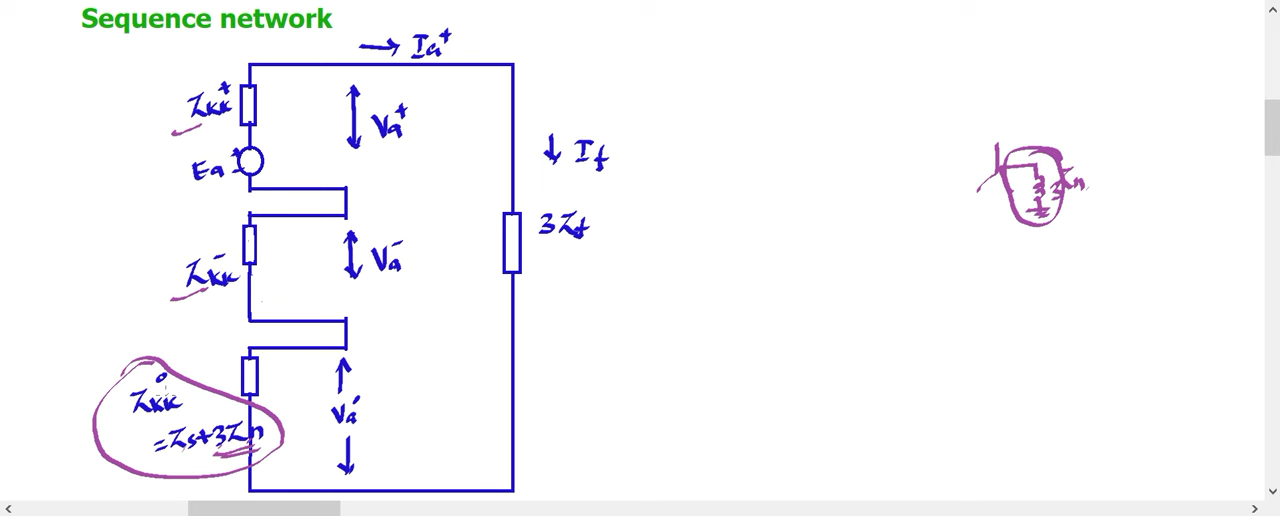 Sequence network
→ Ia⁺
Zkk⁺
Va⁺
Ea⁺
↓ If
3Zf
Zkk⁻
Va⁻
Zkk⁰
= Zs+3Zn
Va⁰
3Zn